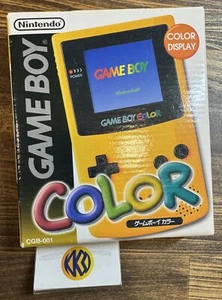 Nintendo
GAME BOY
COLOR
DISPLAY
POWER
GAME BOY
Nintendo
GAME BOY COLOR
COLOR
ゲームボーイ カラー
CGB-001